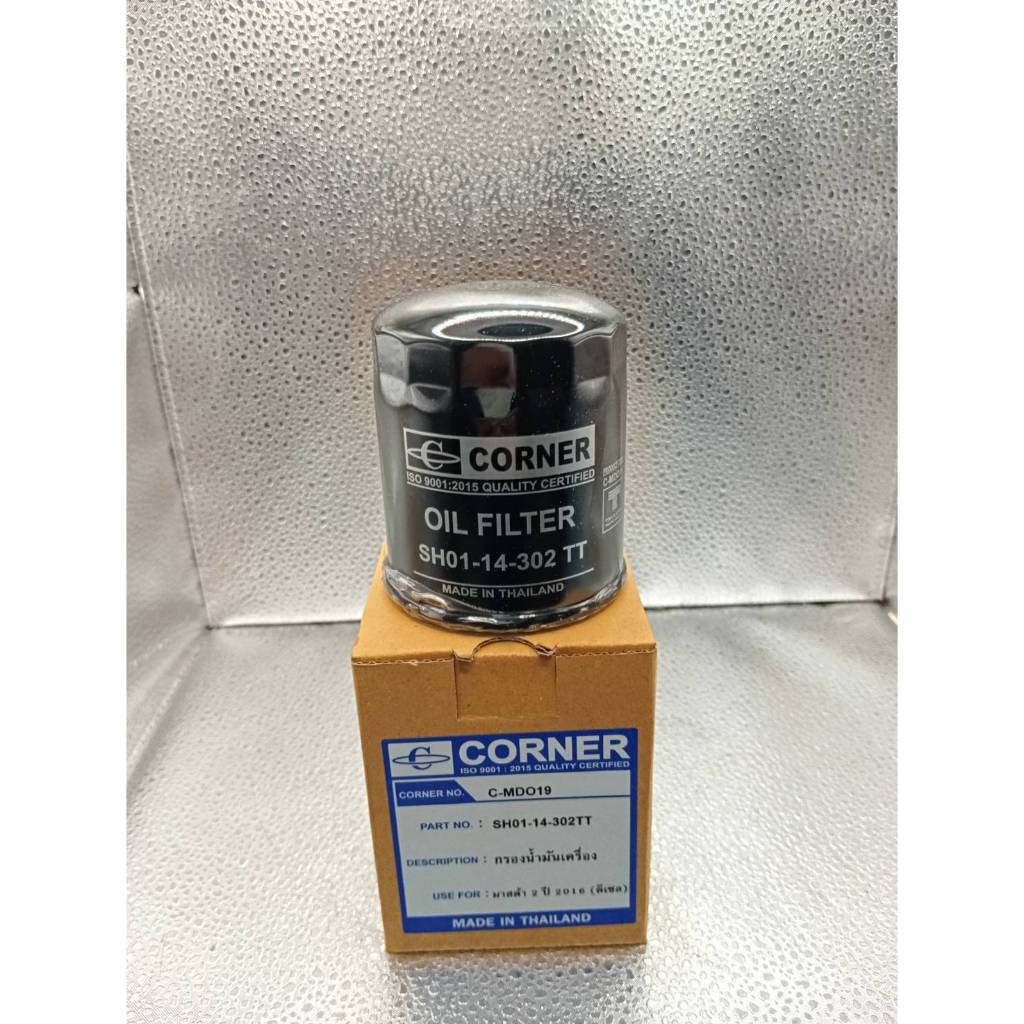 C CORNER
ISO 9001:2015 QUALITY CERTIFIED
OIL FILTER
SH01-14-302 TT
MADE IN THAILAND
T
C CORNER
ISO 9001 : 2015 QUALITY CERTIFIED
CORNER NO. C-MDO19
PART NO. : SH01-14-302TT
DESCRIPTION : กรองน้ำมันเครื่อง
USE FOR : มาสด้า 2 ปี 2016 (ดีเซล)
MADE IN THAILAND